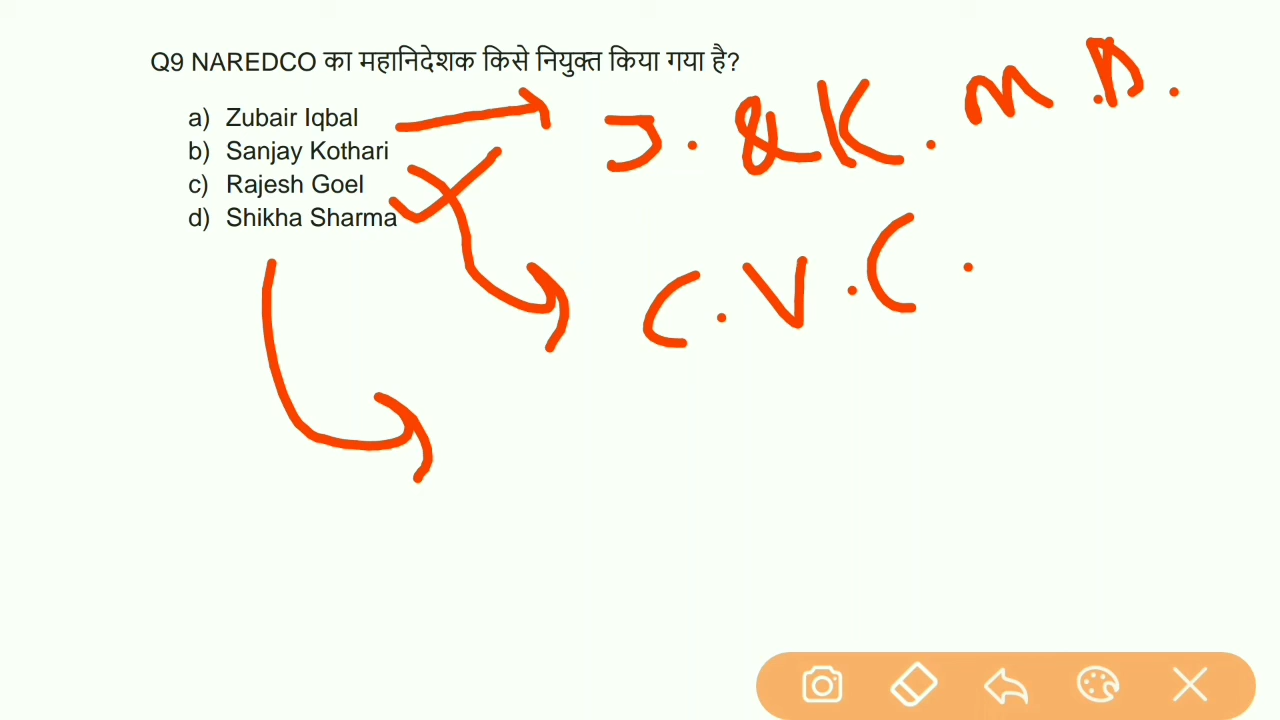 Q9 NAREDCO का महानिदेशक किसे नियुक्त किया गया है?
a) Zubair Iqbal
b) Sanjay Kothari
c) Rajesh Goel
d) Shikha Sharma
J. & K. M.D.
C.V.C.